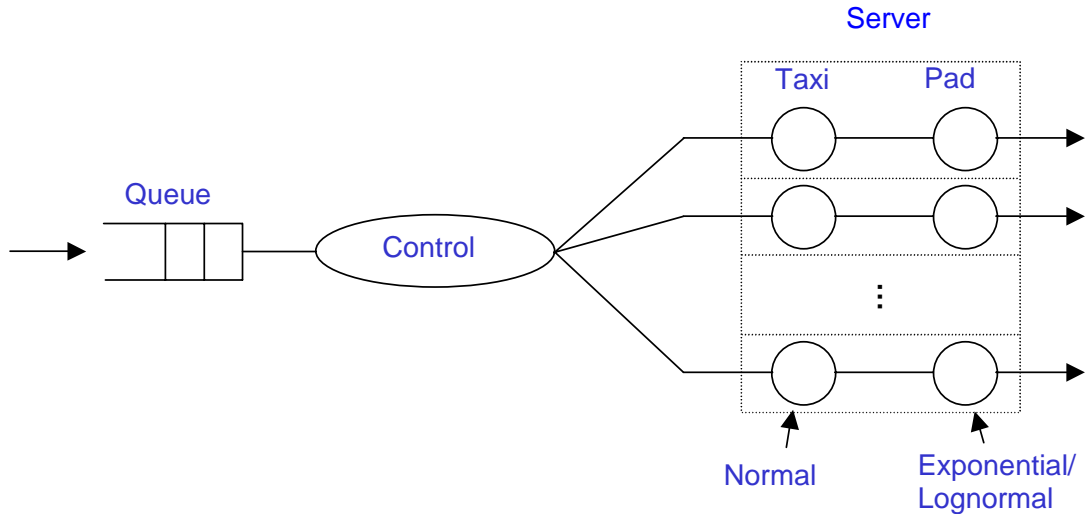 Server
Taxi
Pad
Queue
Control
...
Normal
Exponential/
Lognormal